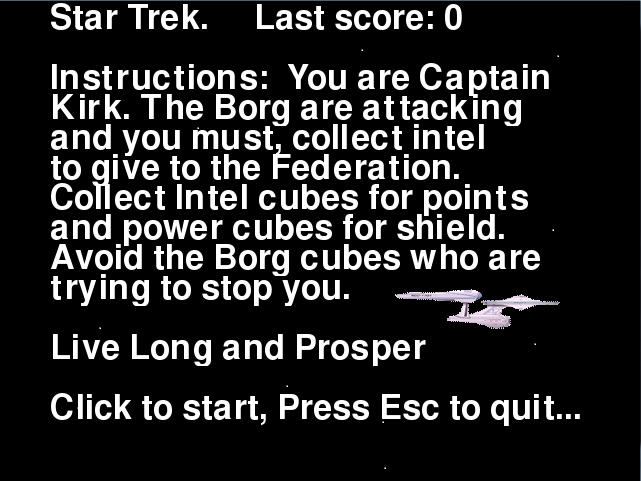 Star Trek. Last score: 0
Instructions: You are Captain
Kirk. The Borg are attacking
and you must, collect intel
to give to the Federation.
Collect Intel cubes for points
and power cubes for shield.
Avoid the Borg cubes who are
trying to stop you.
Live Long and Prosper
Click to start, Press Esc to quit...